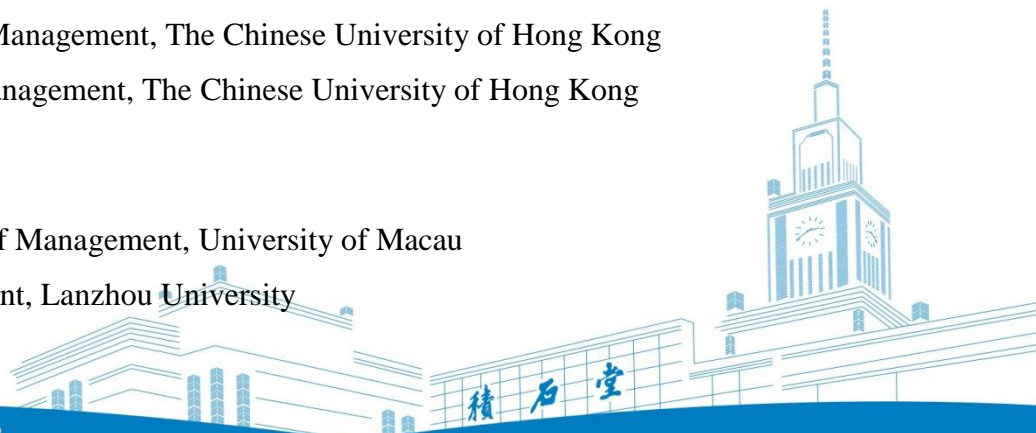 Management, The Chinese University of Hong Kong
nagement, The Chinese University of Hong Kong
f Management, University of Macau
nt, Lanzhou University
積石堂